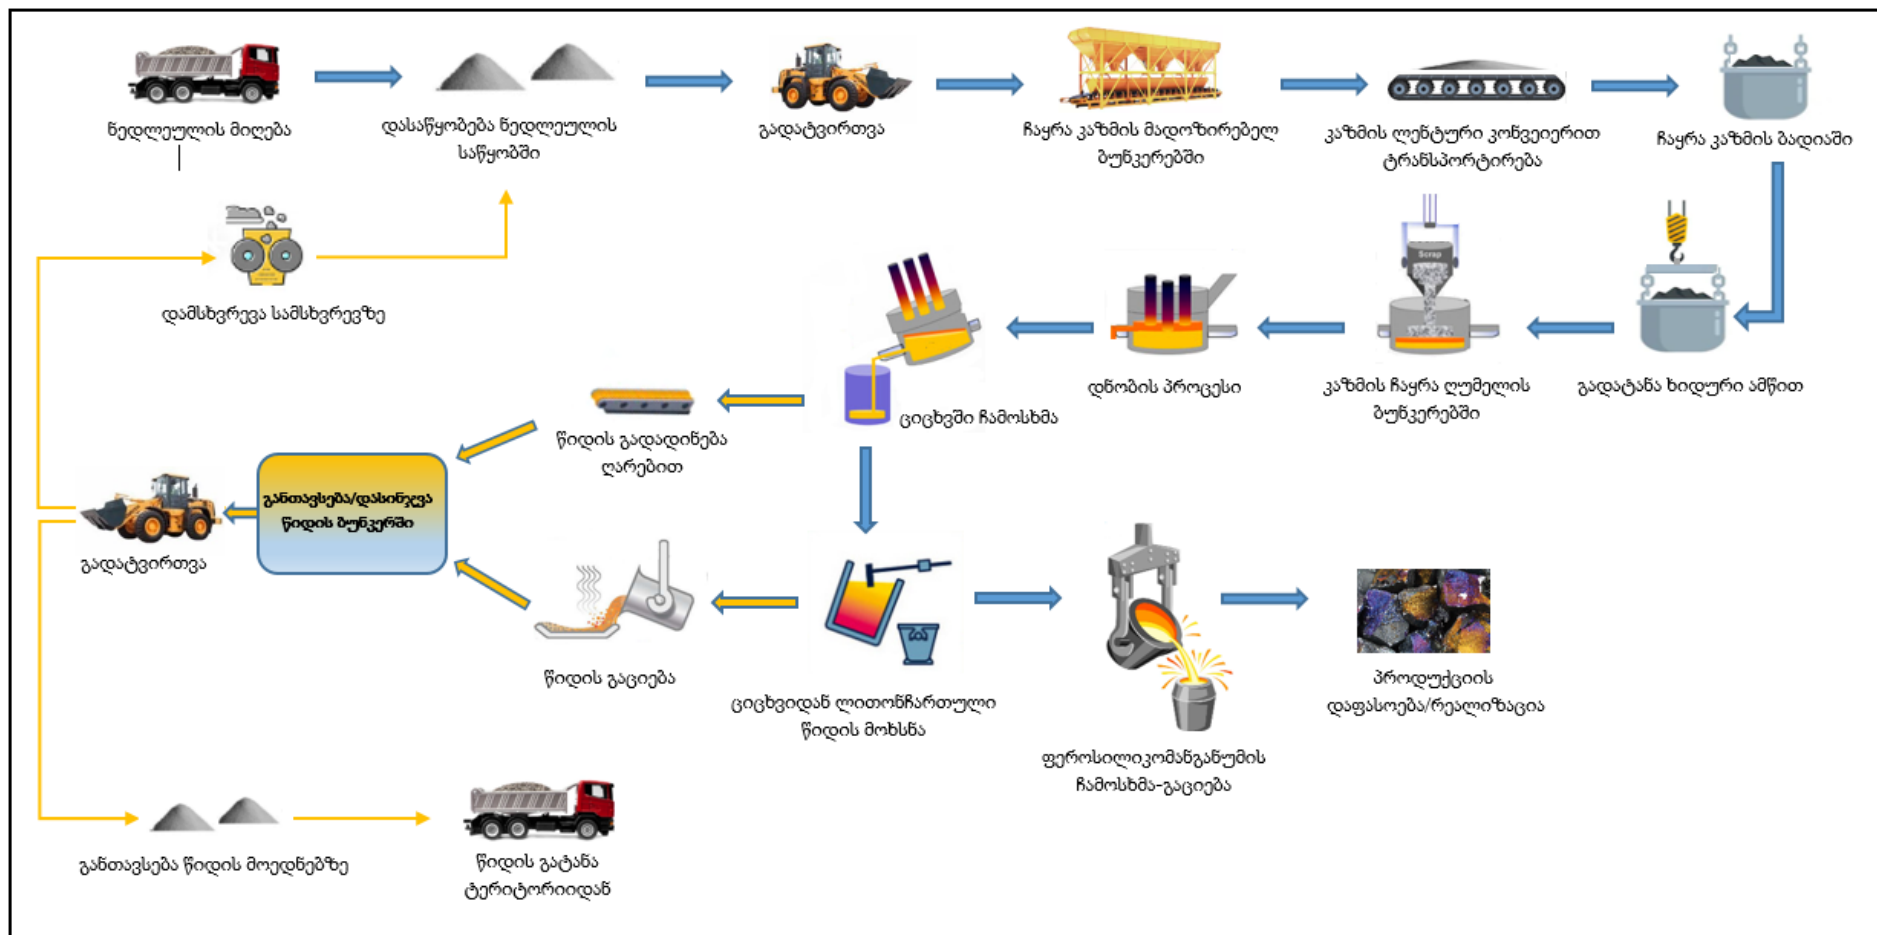 ნედლეულის მიღება
დასაწყობება ნედლეულის
საწყობში
გადატვირთვა
ჩაყრა კაზმის მადოზირებელ
ბუნკერებში
კაზმის ლენტური კონვეიერით
ტრანსპორტირება
ჩაყრა კაზმის ბადიაში
დამსხვრევა სამსხვრევზე
Scrap
ციცხვში ჩამოსხმა
დნობის პროცესი
კაზმის ჩაყრა ღუმელის
ბუნკერებში
გადატანა ხიდური ამწით
წიდის გადადინება
ღარებით
განთავსება/დასინჯვა
წიდის ბუნკერში
გადატვირთვა
წიდის გაციება
ციცხვიდან ლითონჩართული
წიდის მოხსნა
ფეროსილიკომანგანუმის
ჩამოსხმა-გაციება
პროდუქციის
დაფასოება/რეალიზაცია
განთავსება წიდის მოედნებზე
წიდის გატანა
ტერიტორიიდან